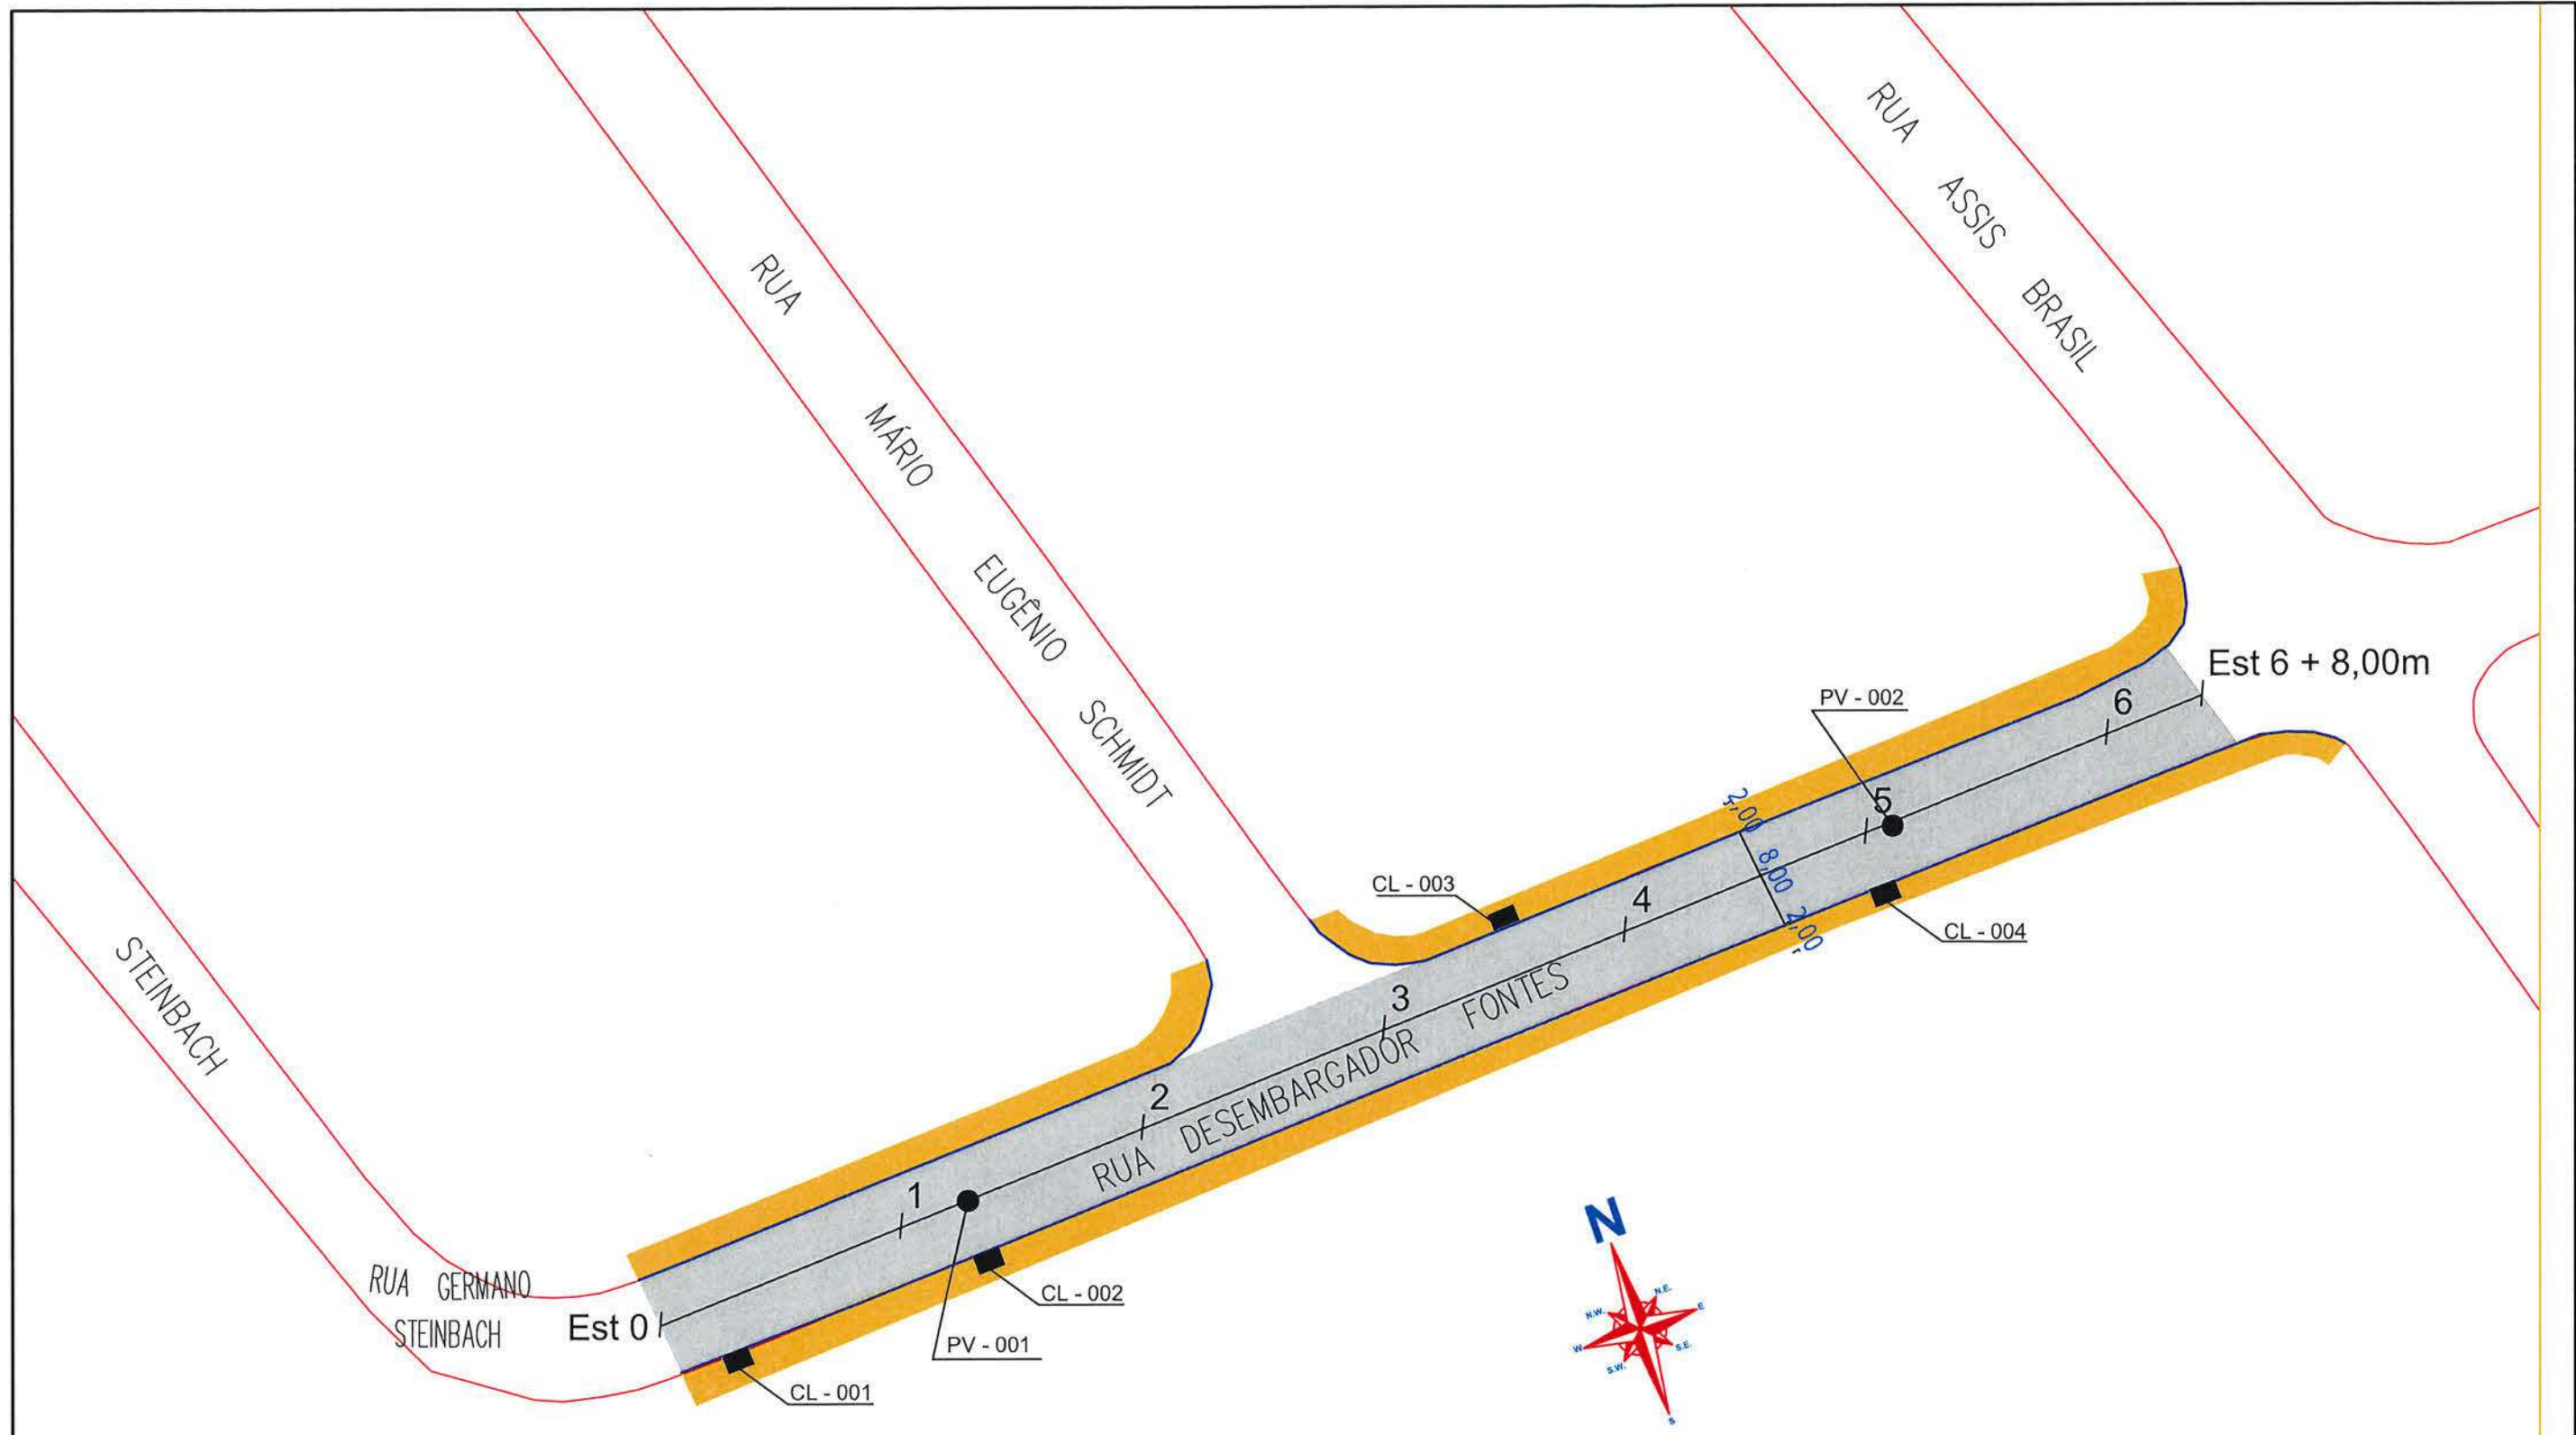 RUA ASSIS BRASIL
RUA MÁRIO EUGÊNIO SCHMIDT
Est 6 + 8,00m
PV - 002
6
5
2,00
8,00
2,00
CL - 003
4
CL - 004
STEINBACH
3
RUA DESEMBARGADOR FONTES
2
1
N
RUA GERMANO
STEINBACH
Est 0
CL - 002
PV - 001
CL - 001
N.W.
N.E.
E
W
S.W.
S.E.
S